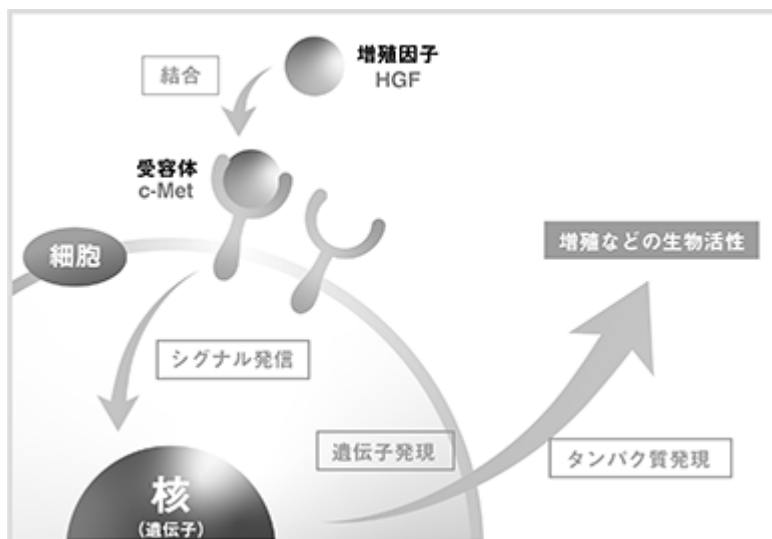 増殖因子
HGF
結合
受容体
c-Met
細胞
増殖などの生物活性
シグナル発信
遺伝子発現
タンパク質発現
核
(遺伝子)